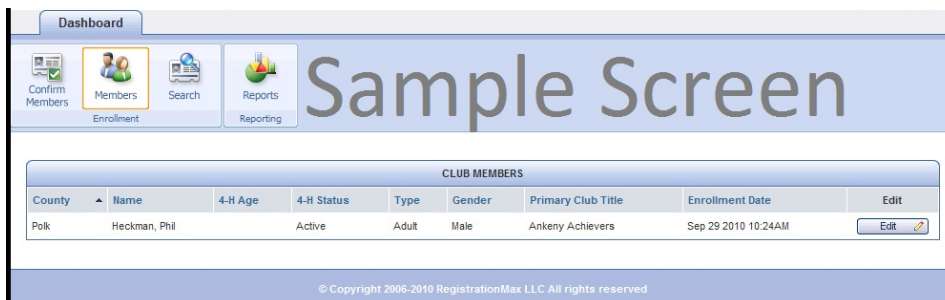 Dashboard
Confirm Members
Members
Search
Enrollment
Reports
Reporting
Sample Screen
CLUB MEMBERS
County Name 4-H Age 4-H Status Type Gender Primary Club Title Enrollment Date Edit
Polk Heckman, Phil Active Adult Male Ankeny Achievers Sep 29 2010 10:24AM Edit
© Copyright 2006-2010 RegistrationMax LLC All rights reserved